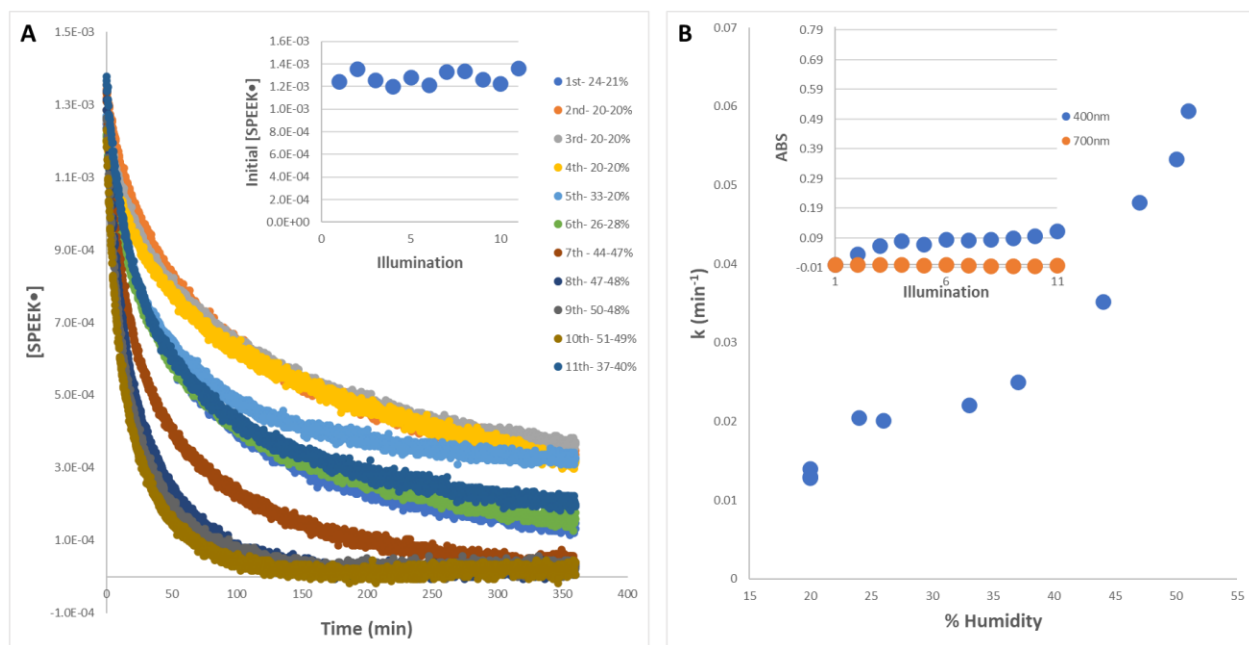 A
1.5E-03
1.3E-03
1.1E-03
9.0E-04
7.0E-04
5.0E-04
3.0E-04
1.0E-04
-1.0E-04
[SPEEK•]
0
50
100
150
200
250
300
350
400
Time (min)
1.6E-03
1.4E-03
1.2E-03
1.0E-03
8.0E-04
6.0E-04
4.0E-04
2.0E-04
0.0E+00
Initial [SPEEK•]
0
5
10
Illumination
1st- 24-21%
2nd- 20-20%
3rd- 20-20%
4th- 20-20%
5th- 33-20%
6th- 26-28%
7th - 44-47%
8th- 47-48%
9th- 50-48%
10th- 51-49%
11th- 37-40%
B
0.07
0.06
0.05
0.04
0.03
0.02
0.01
0
k (min⁻¹)
15
20
25
30
35
40
45
50
55
% Humidity
0.79
0.69
0.59
0.49
0.39
0.29
0.19
0.09
-0.01
ABS
1
6
11
Illumination
400nm
700nm